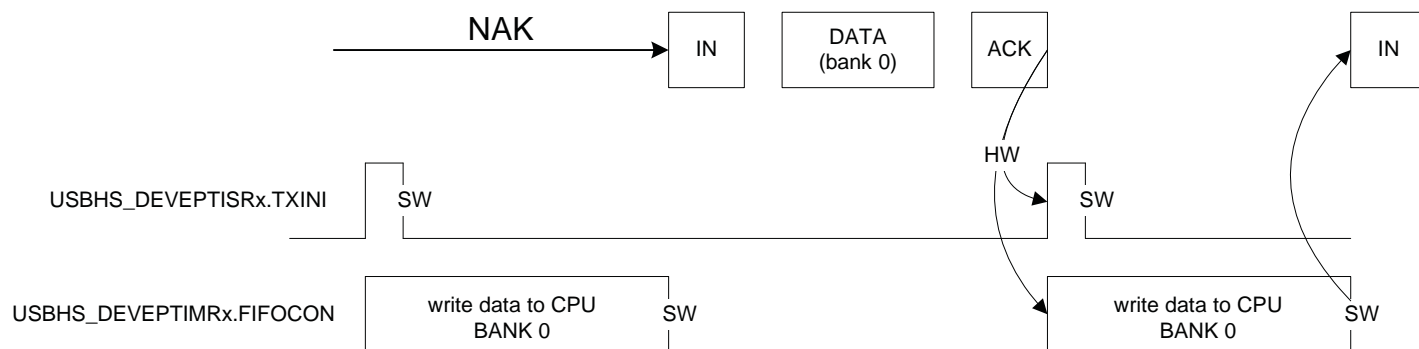 NAK
IN
DATA
(bank 0)
ACK
IN
HW
USBHS_DEVEPTISRx.TXINI
SW
SW
USBHS_DEVEPTIMRx.FIFOCON
write data to CPU
BANK 0
SW
write data to CPU
BANK 0
SW